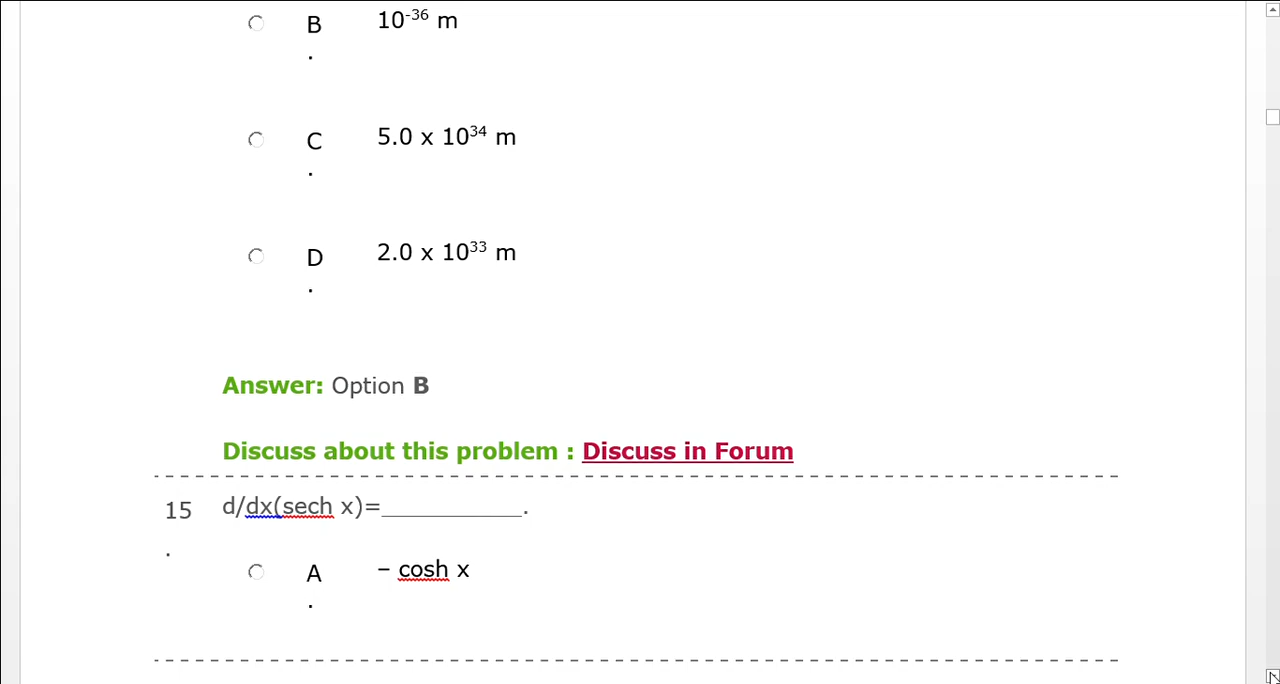 B 10⁻³⁶ m
.
C 5.0 x 10³⁴ m
.
D 2.0 x 10³³ m
.
Answer: Option B
Discuss about this problem : Discuss in Forum
15 d/dx(sech x)=___________.
.
A – cosh x
.